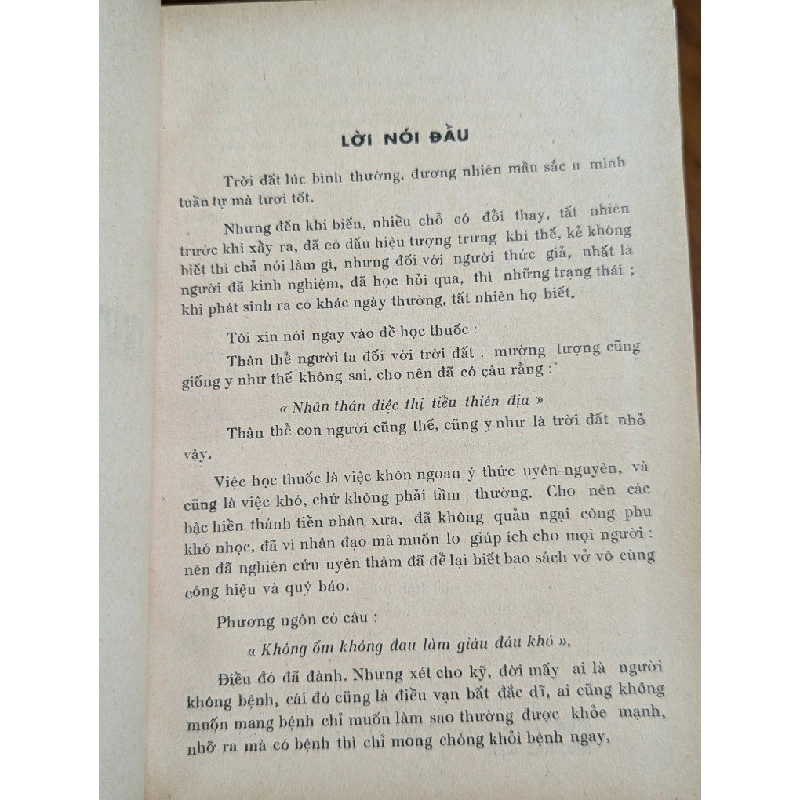 LỜI NÓI ĐẦU
Trời đất lúc bình thường, đương nhiên mầu sắc u minh
tuần tự mà tươi tốt.
Nhưng đến khi biến, nhiều chỗ có đổi thay, tất nhiên
trước khi xẩy ra, đã có dấu hiệu tượng trưng khí thế, kẻ không
biết thì chả nói làm gì, nhưng đối với người thức giả, nhất là
người đã kinh nghiệm, đã học hỏi qua, thì những trạng thái ;
khi phát sinh ra có khác ngày thường, tất nhiên họ biết.
Tôi xin nói ngay vào đề học thuốc :
Thân thể người ta đối với trời đất . mường tượng cũng
giống y như thế không sai, cho nên đã có câu rằng :
« Nhân thân diệc thị tiểu thiên địa »
Thân thể con người cũng thế, cũng y như là trời đất nhỏ
vậy.
Việc học thuốc là việc khôn ngoan ý thức uyên-nguyên, và
cũng là việc khó, chứ không phải tầm thường. Cho nên các
bậc hiền thánh tiền nhân xưa, đã không quản ngại công phu
khó nhọc, đã vì nhân đạo mà muốn lo giúp ích cho mọi người :
nên đã nghiên cứu uyên thâm đã để lại biết bao sách vở vô cùng
công hiệu và quý báo.
Phương ngôn có câu :
« Không ốm không đau làm giàu đâu khó »,
Điều đó đã đành. Nhưng xét cho kỹ, đời mấy ai là người
không bệnh, cái đó cũng là điều vạn bất đắc dĩ, ai cũng không
muốn mang bệnh chỉ muốn làm sao thường được khỏe mạnh,
nhỡ ra mà có bệnh thì chỉ mong chóng khỏi bệnh ngay,